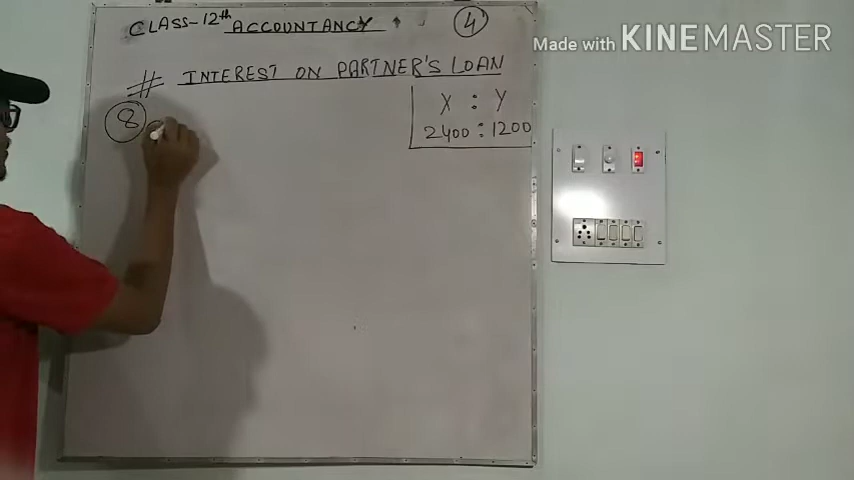 CLASS-12th ACCOUNTANCY 4
Made with KINEMASTER
# INTEREST ON PARTNER'S LOAN
X : Y
8
2400 : 1200